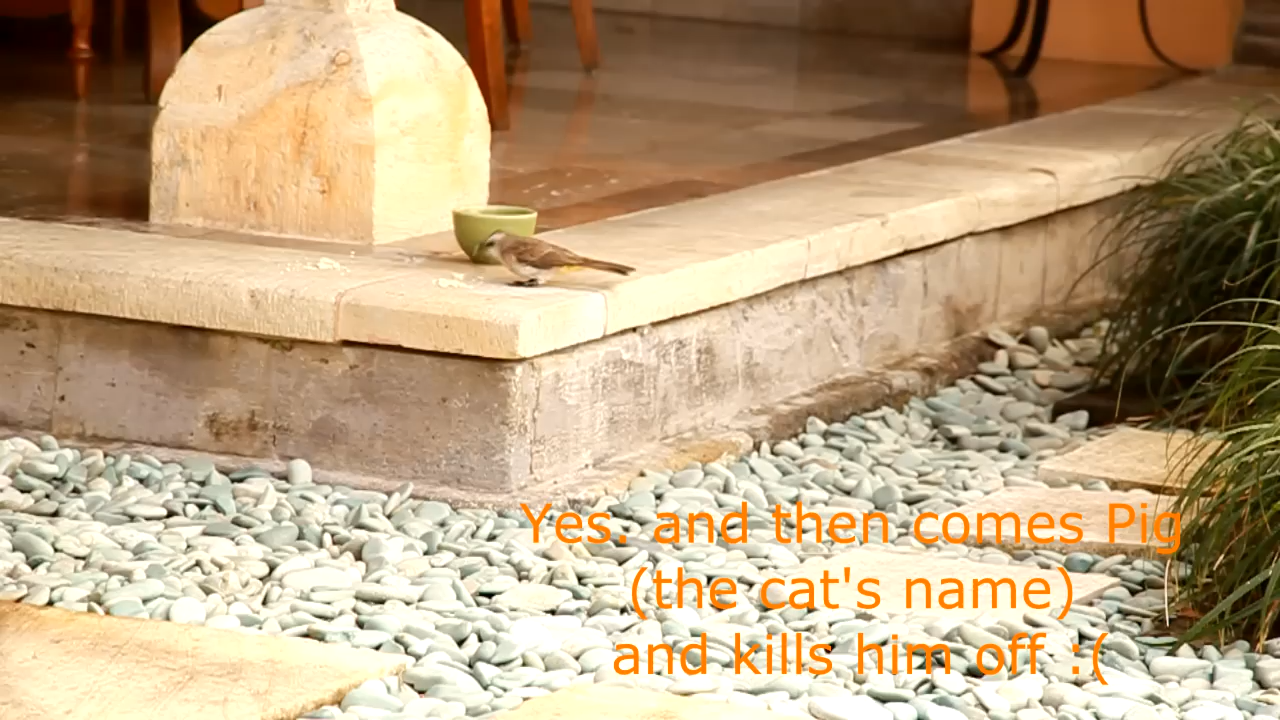 Yes. and then comes Pig
(the cat's name)
and kills him off :(